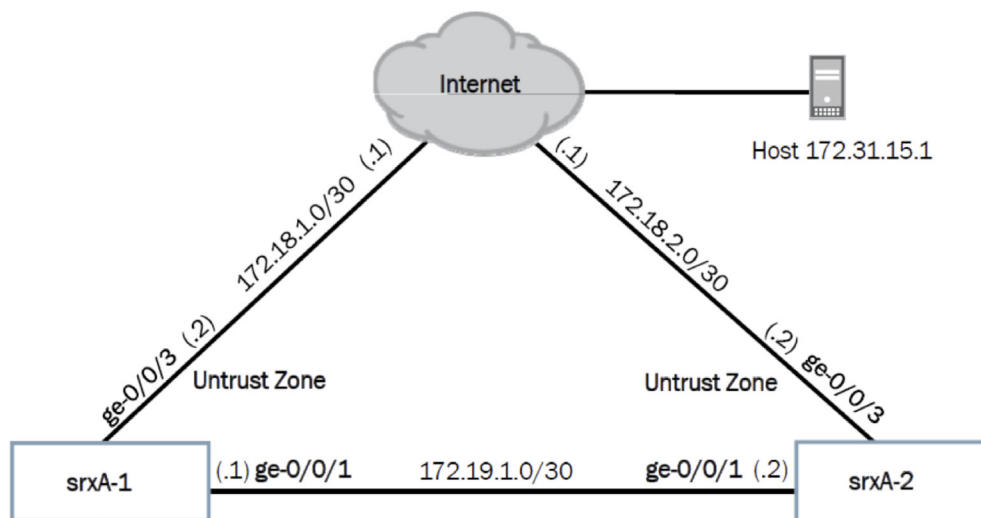 Internet
Host 172.31.15.1
(.1)
(.1)
172.18.1.0/30
172.18.2.0/30
(.2)
(.2)
ge-0/0/3
ge-0/0/3
Untrust Zone
Untrust Zone
srxA-1
(.1) ge-0/0/1
172.19.1.0/30
ge-0/0/1 (.2)
srxA-2